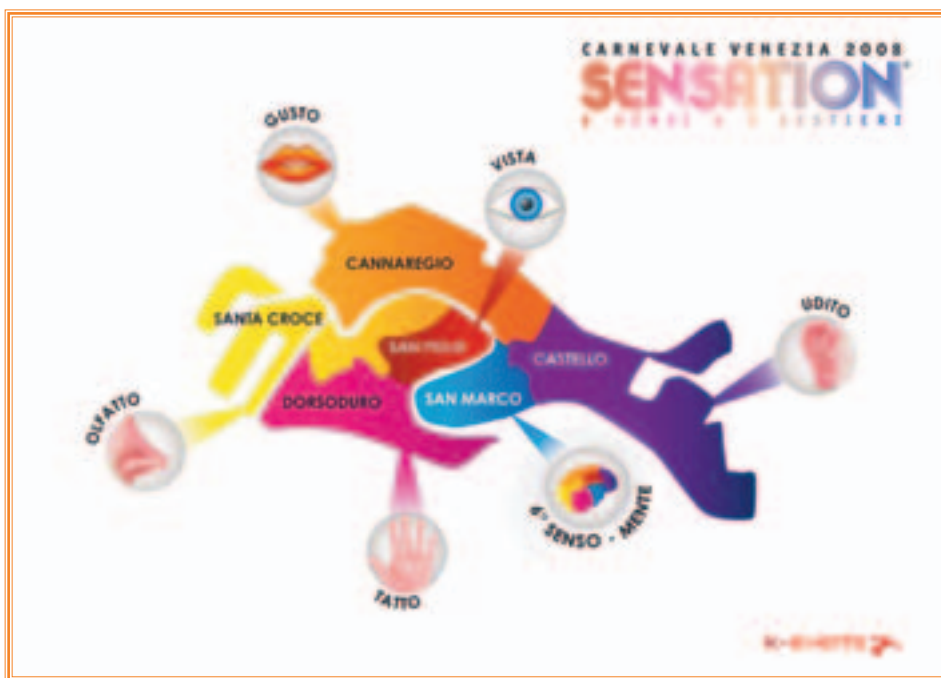 CARNEVALE VENEZIA 2008
SENSATION
GUSTO
VISTA
CANNAREGIO
UDITO
SANTA CROCE
CASTELLO
DORSODURO
SAN MARCO
OLFATTO
6° SENSO - MENTE
TATTO